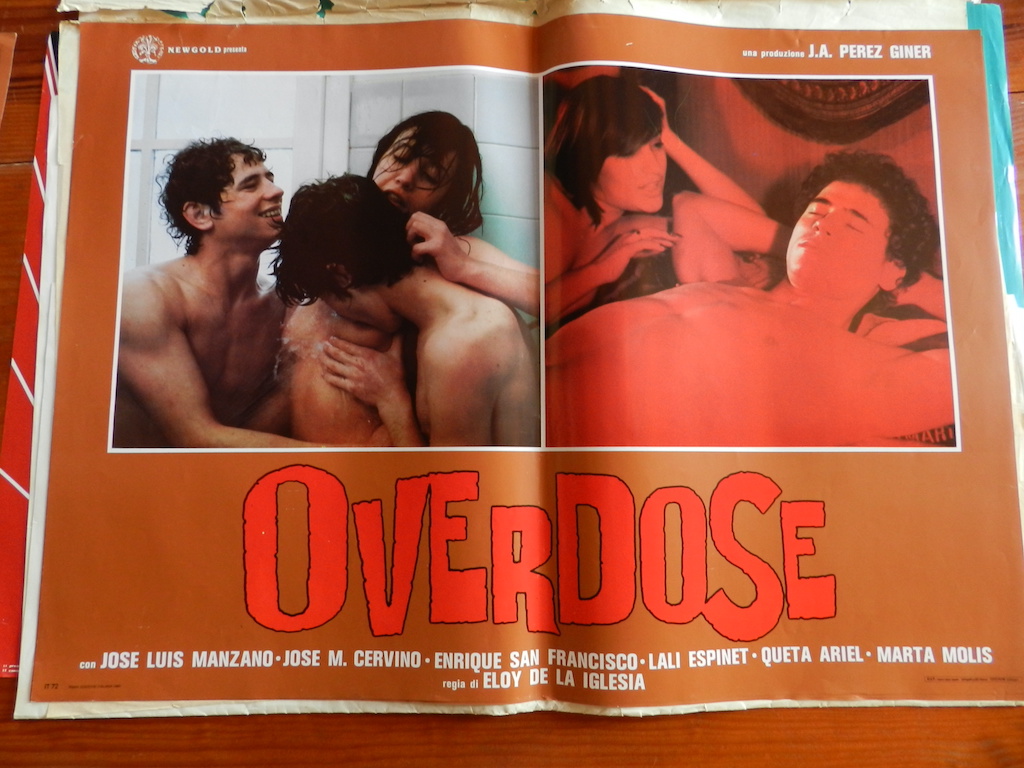 NEWGOLD presenta
una produzione J.A. PEREZ GINER
OVERDOSE
con JOSE LUIS MANZANO • JOSE M. CERVINO • ENRIQUE SAN FRANCISCO • LALI ESPINET • QUETA ARIEL • MARTA MOLIS
regia di ELOY DE LA IGLESIA